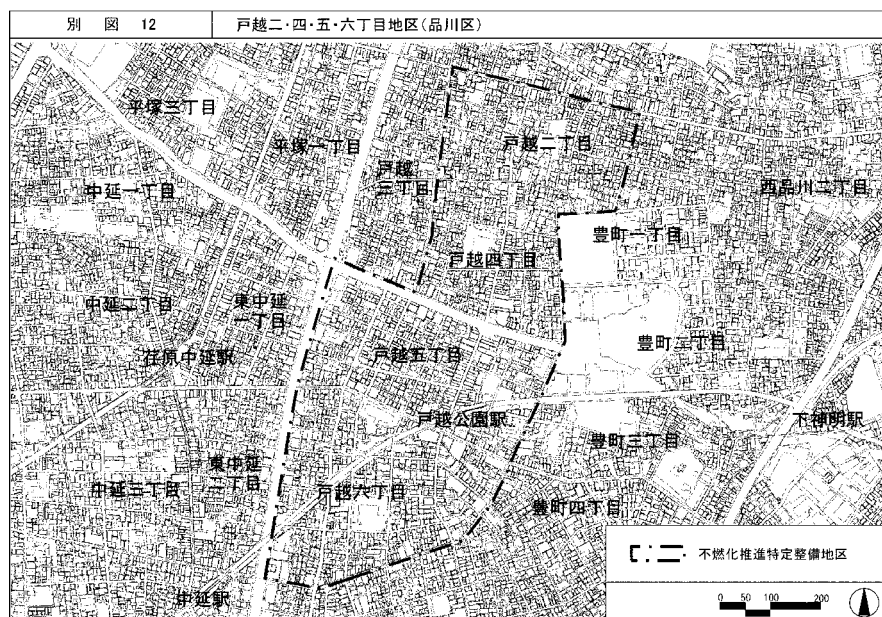 別図12
戸越二・四・五・六丁目地区(品川区)
平塚三丁目
平塚一丁目
戸越二丁目
戸越
三丁目
中延一丁目
西品川二丁目
豊町一丁目
戸越四丁目
中延二丁目
東中延
一丁目
豊町二丁目
荏原中延駅
戸越五丁目
戸越公園駅
下神明駅
豊町三丁目
東中延
二丁目
中延三丁目
戸越六丁目
豊町四丁目
不燃化推進特定整備地区
中延駅
0 50 100 200